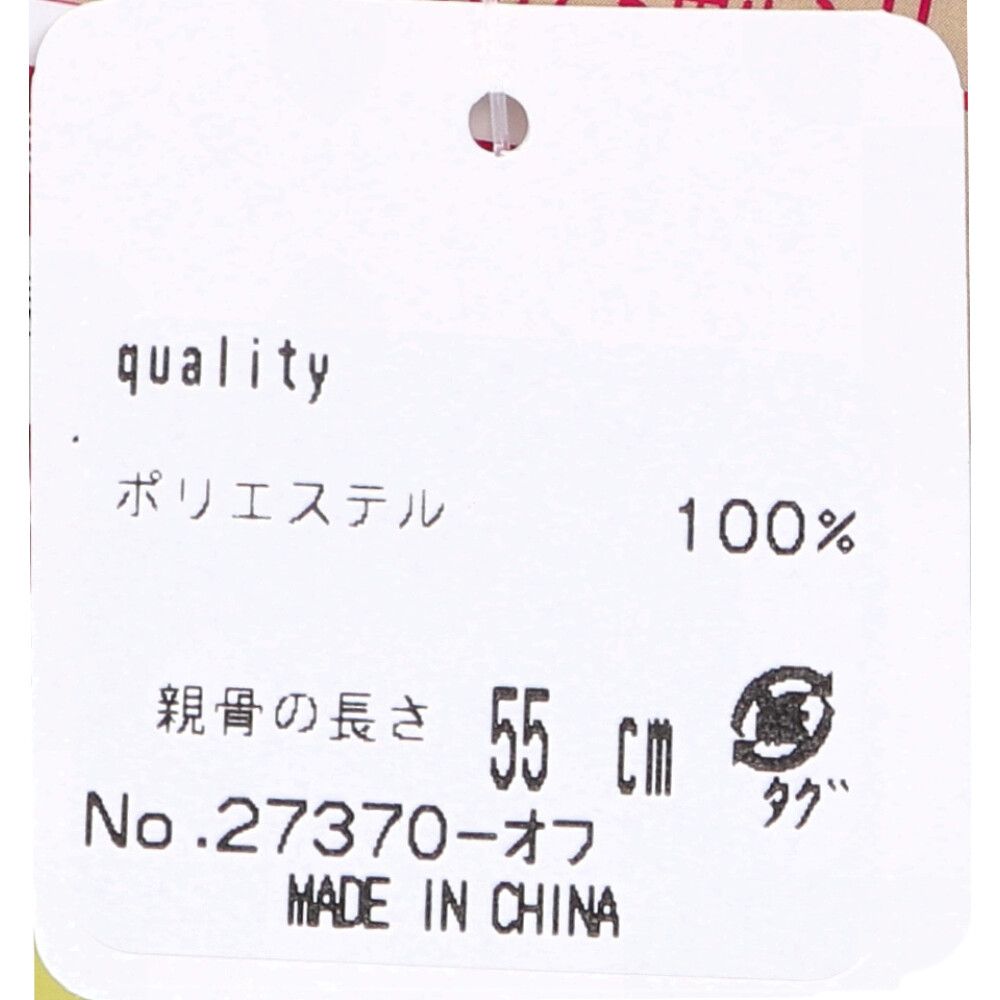 quality
ポリエステル 100%
親骨の長さ 55 cm
タグ
No.27370-オフ
MADE IN CHINA